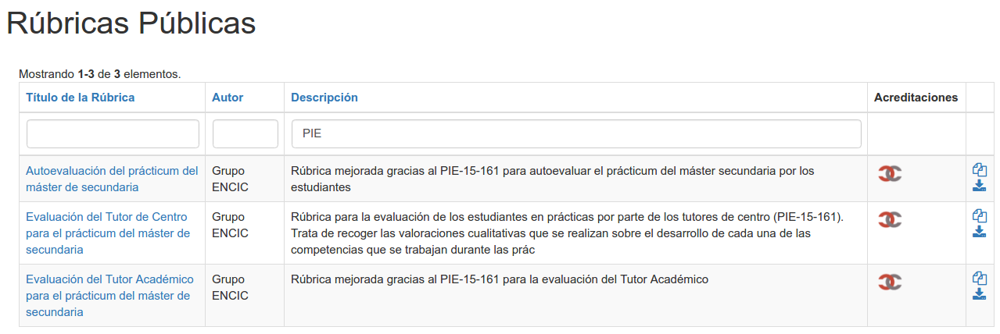 Rúbricas Públicas
Mostrando 1-3 de 3 elementos.
Título de la Rúbrica Autor Descripción Acreditaciones
PIE
Autoevaluación del prácticum del
máster de secundaria
Grupo
ENCIC
Rúbrica mejorada gracias al PIE-15-161 para autoevaluar el prácticum del máster secundaria por los
estudiantes
Evaluación del Tutor de Centro
para el prácticum del máster de
secundaria
Grupo
ENCIC
Rúbrica para la evaluación de los estudiantes en prácticas por parte de los tutores de centro (PIE-15-161).
Trata de recoger las valoraciones cualitativas que se realizan sobre el desarrollo de cada una de las
competencias que se trabajan durante las prác
Evaluación del Tutor Académico
para el prácticum del máster de
secundaria
Grupo
ENCIC
Rúbrica mejorada gracias al PIE-15-161 para la evaluación del Tutor Académico